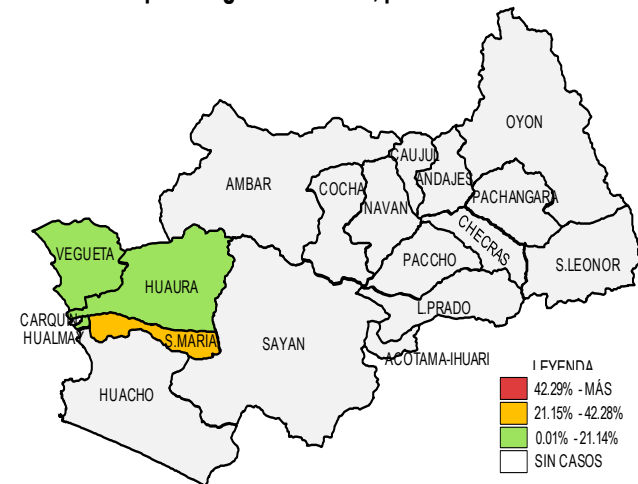 OYON
CAUJUL
AMBAR
COCHA
ANDAJES
PACHANGARA
NAVAN
CHECRAS
VEGUETA
PACCHO
S.LEONOR
HUAURA
L.PRADO
CARQUIN
HUALMAY
S.MARIA
SAYAN
ACOTAMA-IHUARI
HUACHO
LEYENDA
42.29% - MÁS
21.15% - 42.28%
0.01% - 21.14%
SIN CASOS